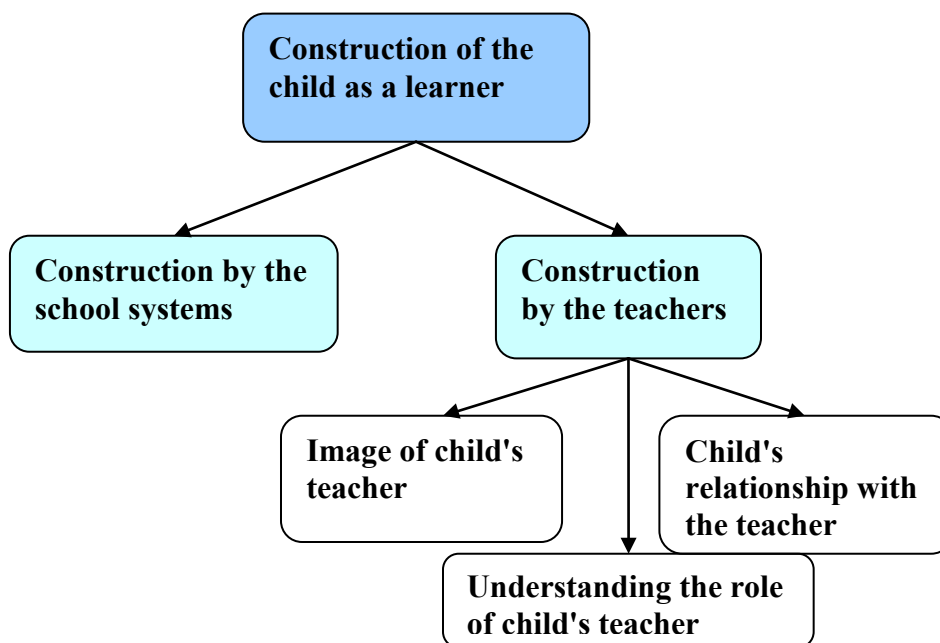 Construction of the
child as a learner
Construction by the
school systems
Construction
by the teachers
Image of child's
teacher
Child's
relationship with
the teacher
Understanding the role
of child's teacher